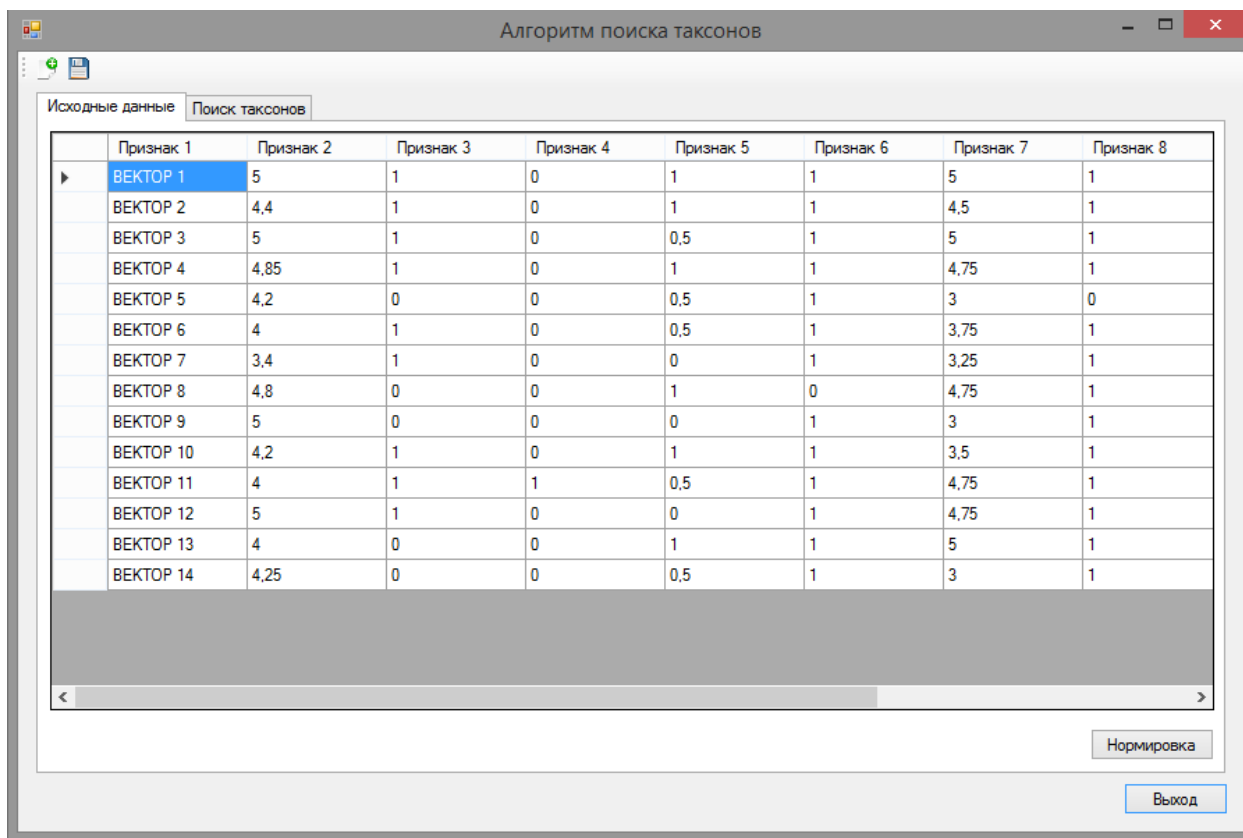 Алгоритм поиска таксонов
Исходные данные Поиск таксонов
Признак 1 Признак 2 Признак 3 Признак 4 Признак 5 Признак 6 Признак 7 Признак 8
ВЕКТОР 1 5 1 0 1 1 5 1
ВЕКТОР 2 4,4 1 0 1 1 4,5 1
ВЕКТОР 3 5 1 0 0,5 1 5 1
ВЕКТОР 4 4,85 1 0 1 1 4,75 1
ВЕКТОР 5 4,2 0 0 0,5 1 3 0
ВЕКТОР 6 4 1 0 0,5 1 3,75 1
ВЕКТОР 7 3,4 1 0 0 1 3,25 1
ВЕКТОР 8 4,8 0 0 1 0 4,75 1
ВЕКТОР 9 5 0 0 0 1 3 1
ВЕКТОР 10 4,2 1 0 1 1 3,5 1
ВЕКТОР 11 4 1 1 0,5 1 4,75 1
ВЕКТОР 12 5 1 0 0 1 4,75 1
ВЕКТОР 13 4 0 0 1 1 5 1
ВЕКТОР 14 4,25 0 0 0,5 1 3 1
Нормировка
Выход